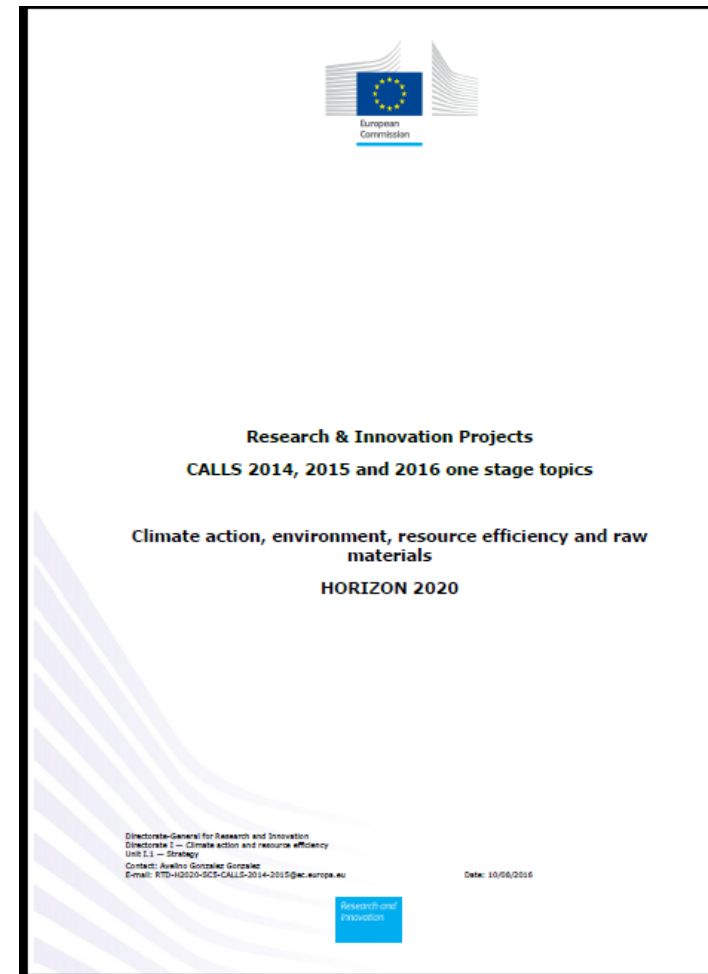 European
Commission
Research & Innovation Projects
CALLS 2014, 2015 and 2016 one stage topics
Climate action, environment, resource efficiency and raw
materials
HORIZON 2020
Directorate-General for Research and Innovation
Directorate I — Climate action and resource efficiency
Unit I.1 — Strategy
Contact: Avelino Gonzalez Gonzalez
E-mail: RTD-H2020-SC5-CALLS-2014-2015@ec.europa.eu Date: 10/08/2016
Research and
Innovation